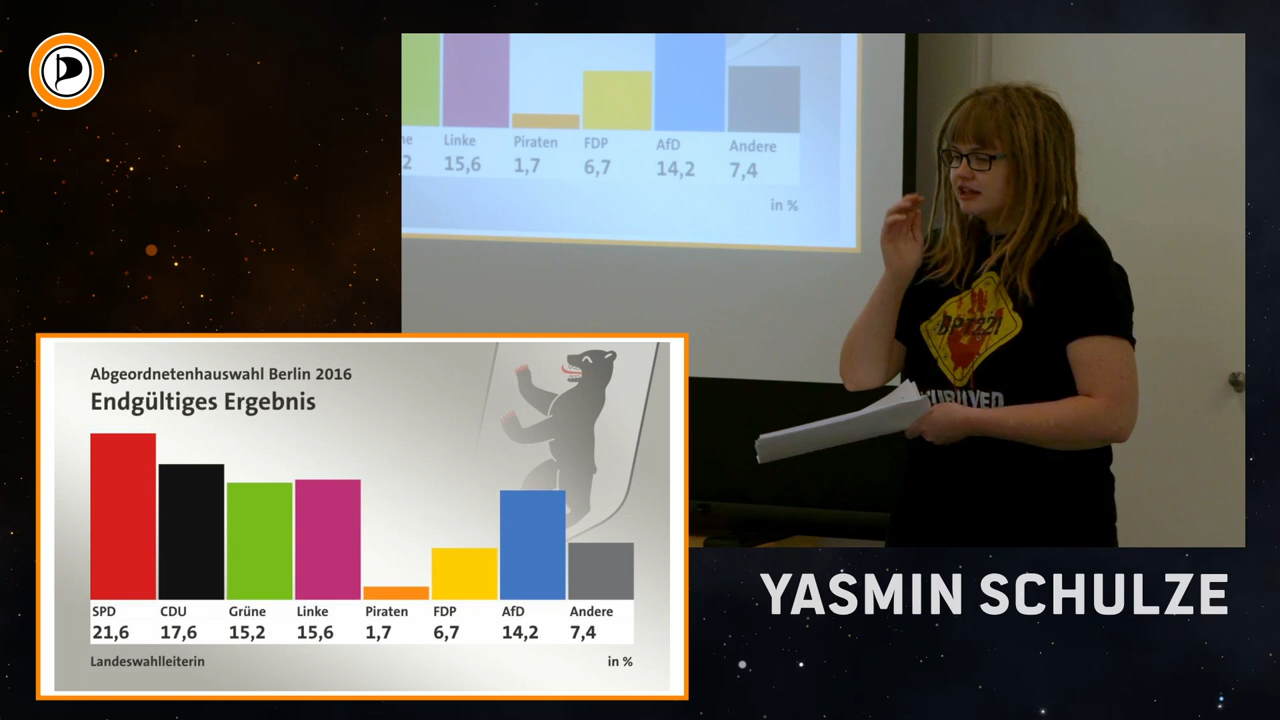 ne Linke Piraten FDP AfD Andere
2 15,6 1,7 6,7 14,2 7,4
in %
Abgeordnetenhauswahl Berlin 2016
Endgültiges Ergebnis
SPD CDU Grüne Linke Piraten FDP AfD Andere
21,6 17,6 15,2 15,6 1,7 6,7 14,2 7,4
Landeswahlleiterin in %
YASMIN SCHULZE